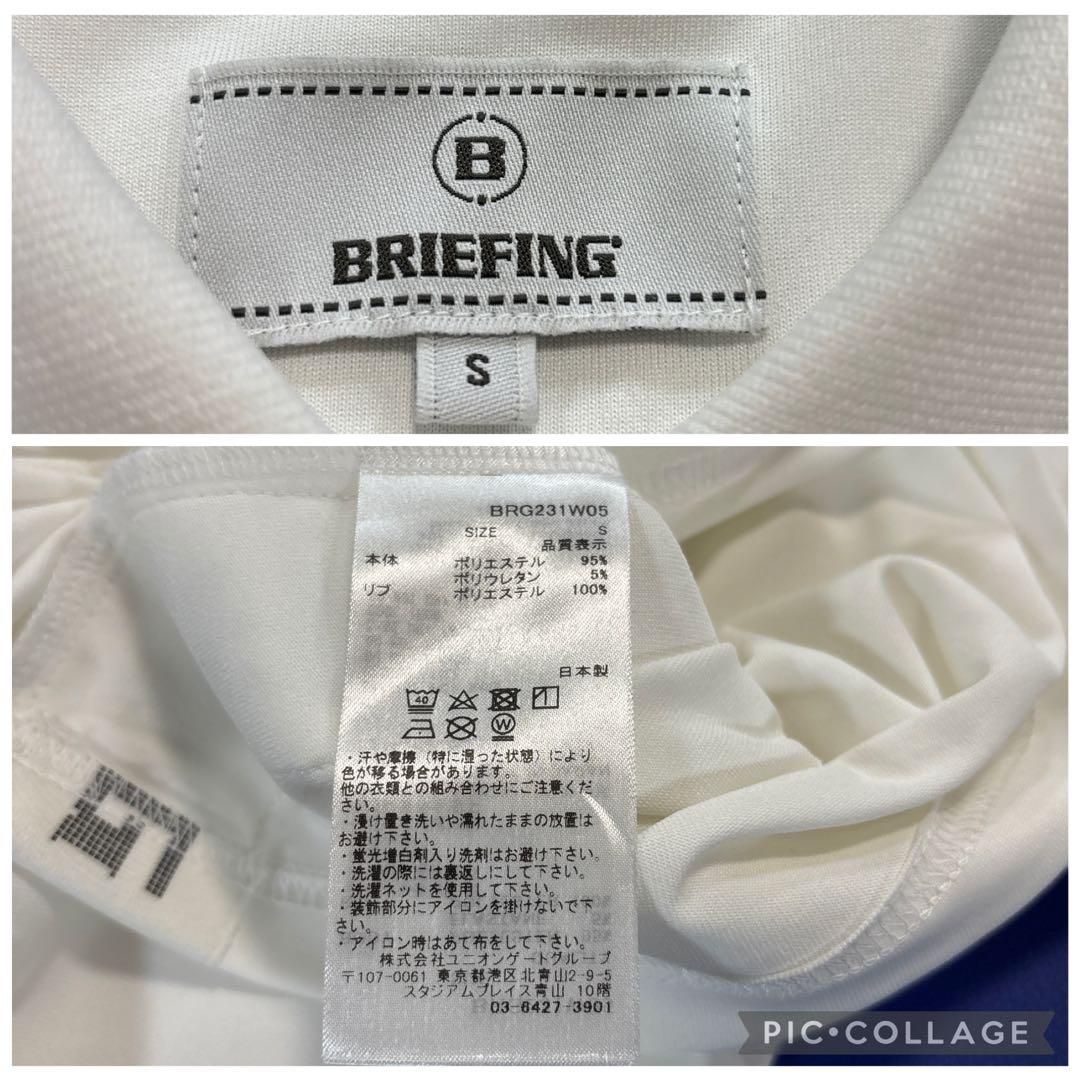 B
BRIEFING
S
BRG231W05
SIZE S
品質表示
本体 ポリエステル 95%
ポリウレタン 5%
リブ ポリエステル 100%
日本製
40
W
・汗や摩擦（特に湿った状態）により
色が移る場合があります。
他の衣類との組み合わせにご注意くだ
さい。
・浸け置き洗いや濡れたままの放置は
お避け下さい。
・蛍光増白剤入り洗剤はお避け下さい。
・洗濯の際には裏返しにして下さい。
・洗濯ネットを使用して下さい。
・装飾部分にアイロンを掛けないで下
さい。
・アイロン時はあて布をして下さい。
株式会社ユニオンゲートグループ
〒107-0061 東京都港区北青山2-9-5
スタジアムプレイス青山 10階
03-6427-3901
PIC•COLLAGE